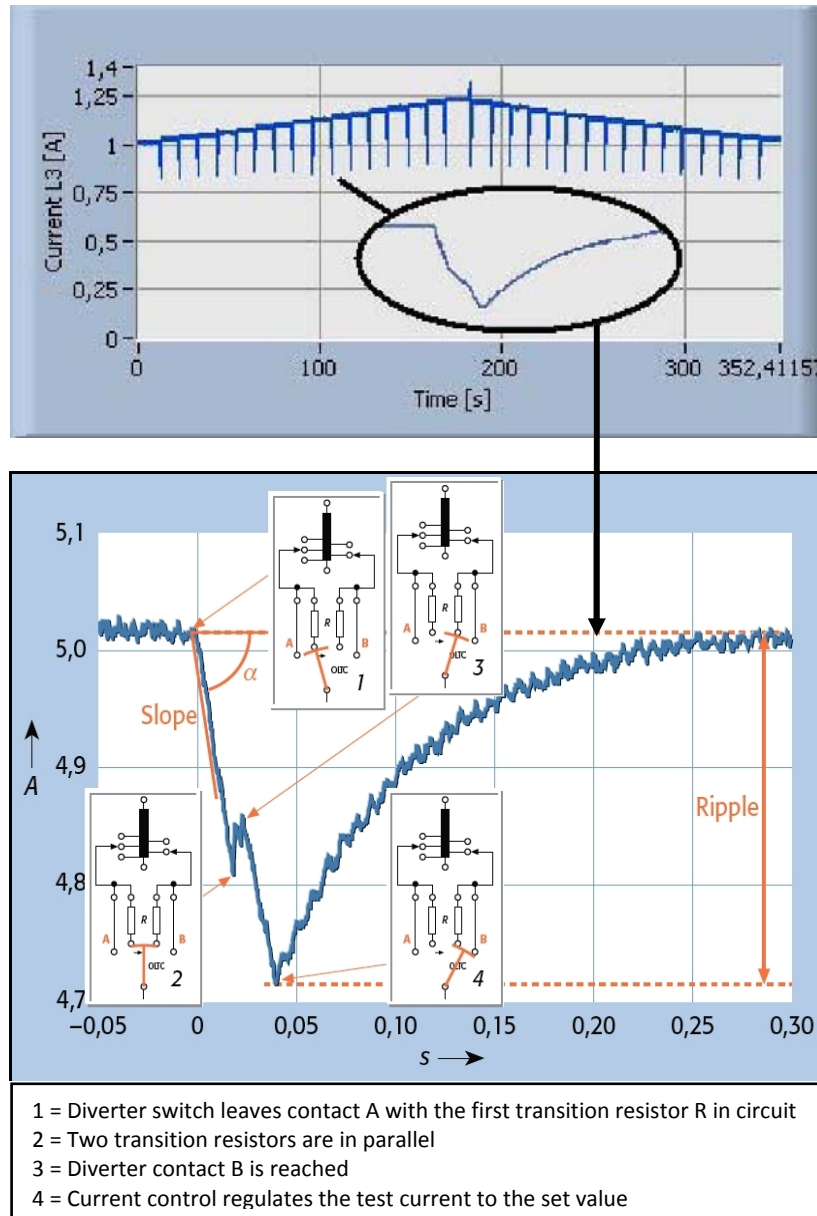 1,4
1,25
1
0,75
0,5
0,25
0
Current L3 [A]
0
100
200
300
352,41157
Time [s]
5,1
5,0
4,9
4,8
4,7
A
Slope
α
Ripple
R
A
B
OLTC
1
R
A
B
OLTC
3
R
A
B
OLTC
2
R
A
B
OLTC
4
–0,05
0
0,05
0,10
0,15
0,20
0,25
0,30
s
1 = Diverter switch leaves contact A with the first transition resistor R in circuit
2 = Two transition resistors are in parallel
3 = Diverter contact B is reached
4 = Current control regulates the test current to the set value